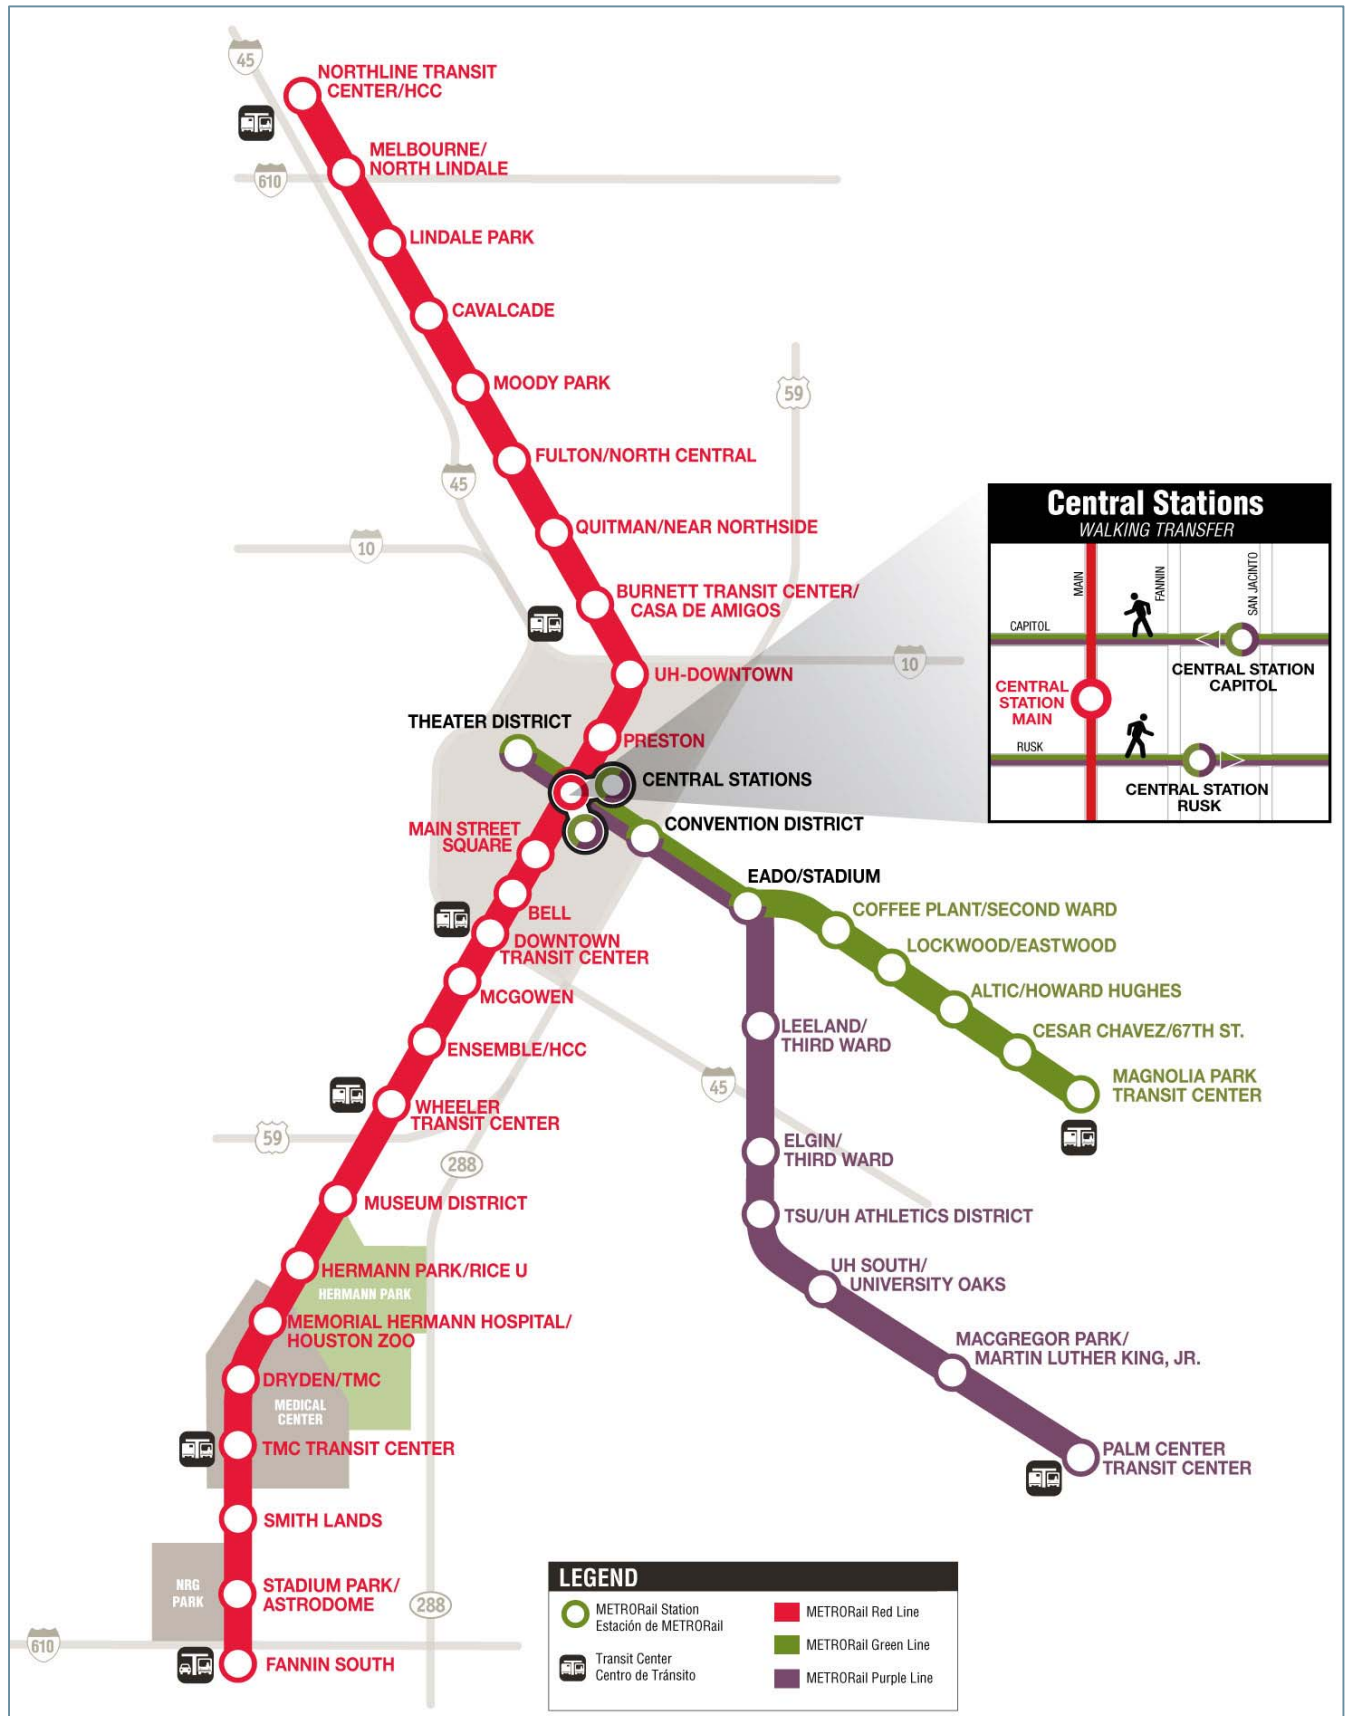 45
NORTHLINE TRANSIT
CENTER/HCC
MELBOURNE/
NORTH LINDALE
610
LINDALE PARK
CAVALCADE
MOODY PARK
59
FULTON/NORTH CENTRAL
45
QUITMAN/NEAR NORTHSIDE
10
BURNETT TRANSIT CENTER/
CASA DE AMIGOS
10
UH-DOWNTOWN
THEATER DISTRICT
PRESTON
CENTRAL STATIONS
CONVENTION DISTRICT
MAIN STREET
SQUARE
EADO/STADIUM
BELL
COFFEE PLANT/SECOND WARD
DOWNTOWN
TRANSIT CENTER
LOCKWOOD/EASTWOOD
MCGOWEN
ALTIC/HOWARD HUGHES
LEELAND/
THIRD WARD
CESAR CHAVEZ/67TH ST.
ENSEMBLE/HCC
45
MAGNOLIA PARK
TRANSIT CENTER
WHEELER
TRANSIT CENTER
59
288
ELGIN/
THIRD WARD
MUSEUM DISTRICT
TSU/UH ATHLETICS DISTRICT
HERMANN PARK/RICE U
HERMANN PARK
UH SOUTH/
UNIVERSITY OAKS
MEMORIAL HERMANN HOSPITAL/
HOUSTON ZOO
MACGREGOR PARK/
MARTIN LUTHER KING, JR.
DRYDEN/TMC
MEDICAL
CENTER
TMC TRANSIT CENTER
PALM CENTER
TRANSIT CENTER
SMITH LANDS
NRG
PARK
STADIUM PARK/
ASTRODOME
288
610
FANNIN SOUTH
Central Stations
WALKING TRANSFER
MAIN
FANNIN
SAN JACINTO
CAPITOL
CENTRAL STATION
CAPITOL
CENTRAL
STATION
MAIN
RUSK
CENTRAL STATION
RUSK
LEGEND
METRORail Station
Estación de METRORail
Transit Center
Centro de Tránsito
METRORail Red Line
METRORail Green Line
METRORail Purple Line